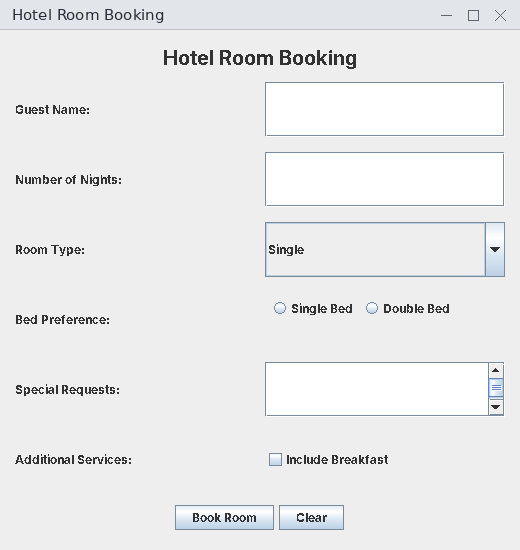 Hotel Room Booking
Hotel Room Booking
Guest Name:
Number of Nights:
Room Type:
Single
Bed Preference:
Single Bed
Double Bed
Special Requests:
Additional Services:
Include Breakfast
Book Room
Clear